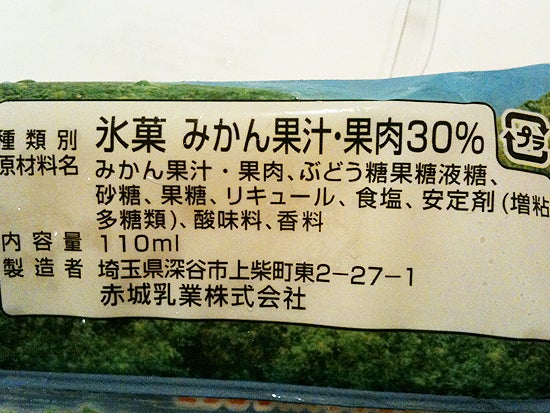 種類別 氷菓 みかん果汁・果肉30%
原材料名 みかん果汁・果肉、ぶどう糖果糖液糖、
砂糖、果糖、リキュール、食塩、安定剤(増粘
多糖類)、酸味料、香料
内容量 110ml
製造者 埼玉県深谷市上柴町東2-27-1
赤城乳業株式会社
プラ